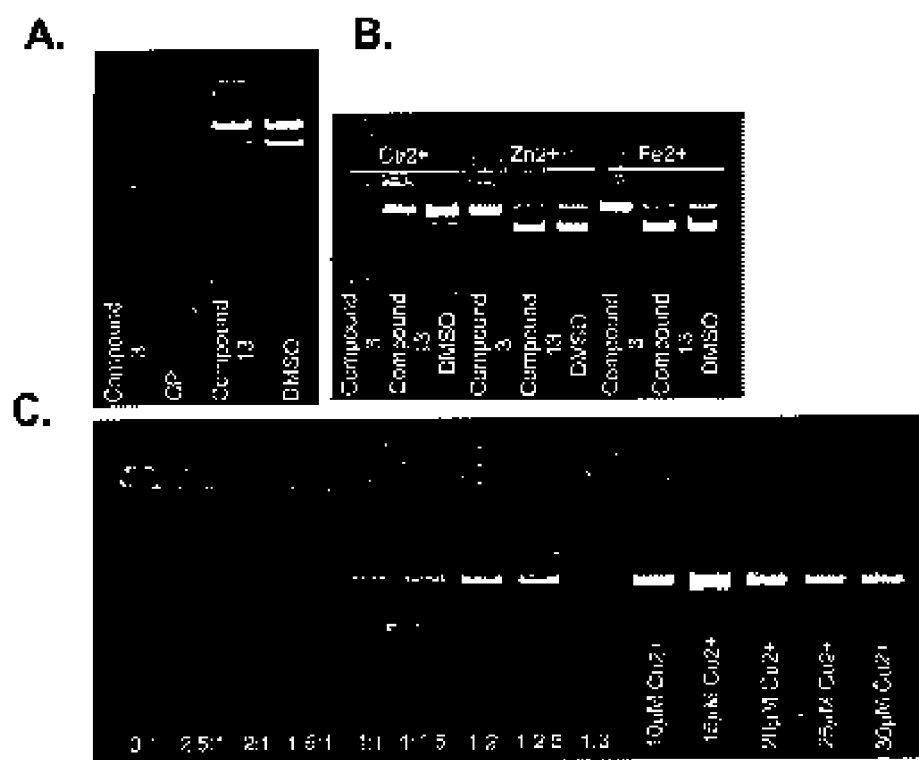 A.
Compound
3
OP
Compound
13
DMSO
B.
Cu2+ Zn2+ Fe2+
Compound
3
Compound
13
DMSO
Compound
3
Compound
13
DMSO
Compound
3
Compound
13
DMSO
C.
3:1 2.5:1 2:1 1.5:1 1:1 1:1.5 1:2 1:2.5 1:3
10µM Cu2+
15µM Cu2+
20µM Cu2+
25µM Cu2+
30µM Cu2+